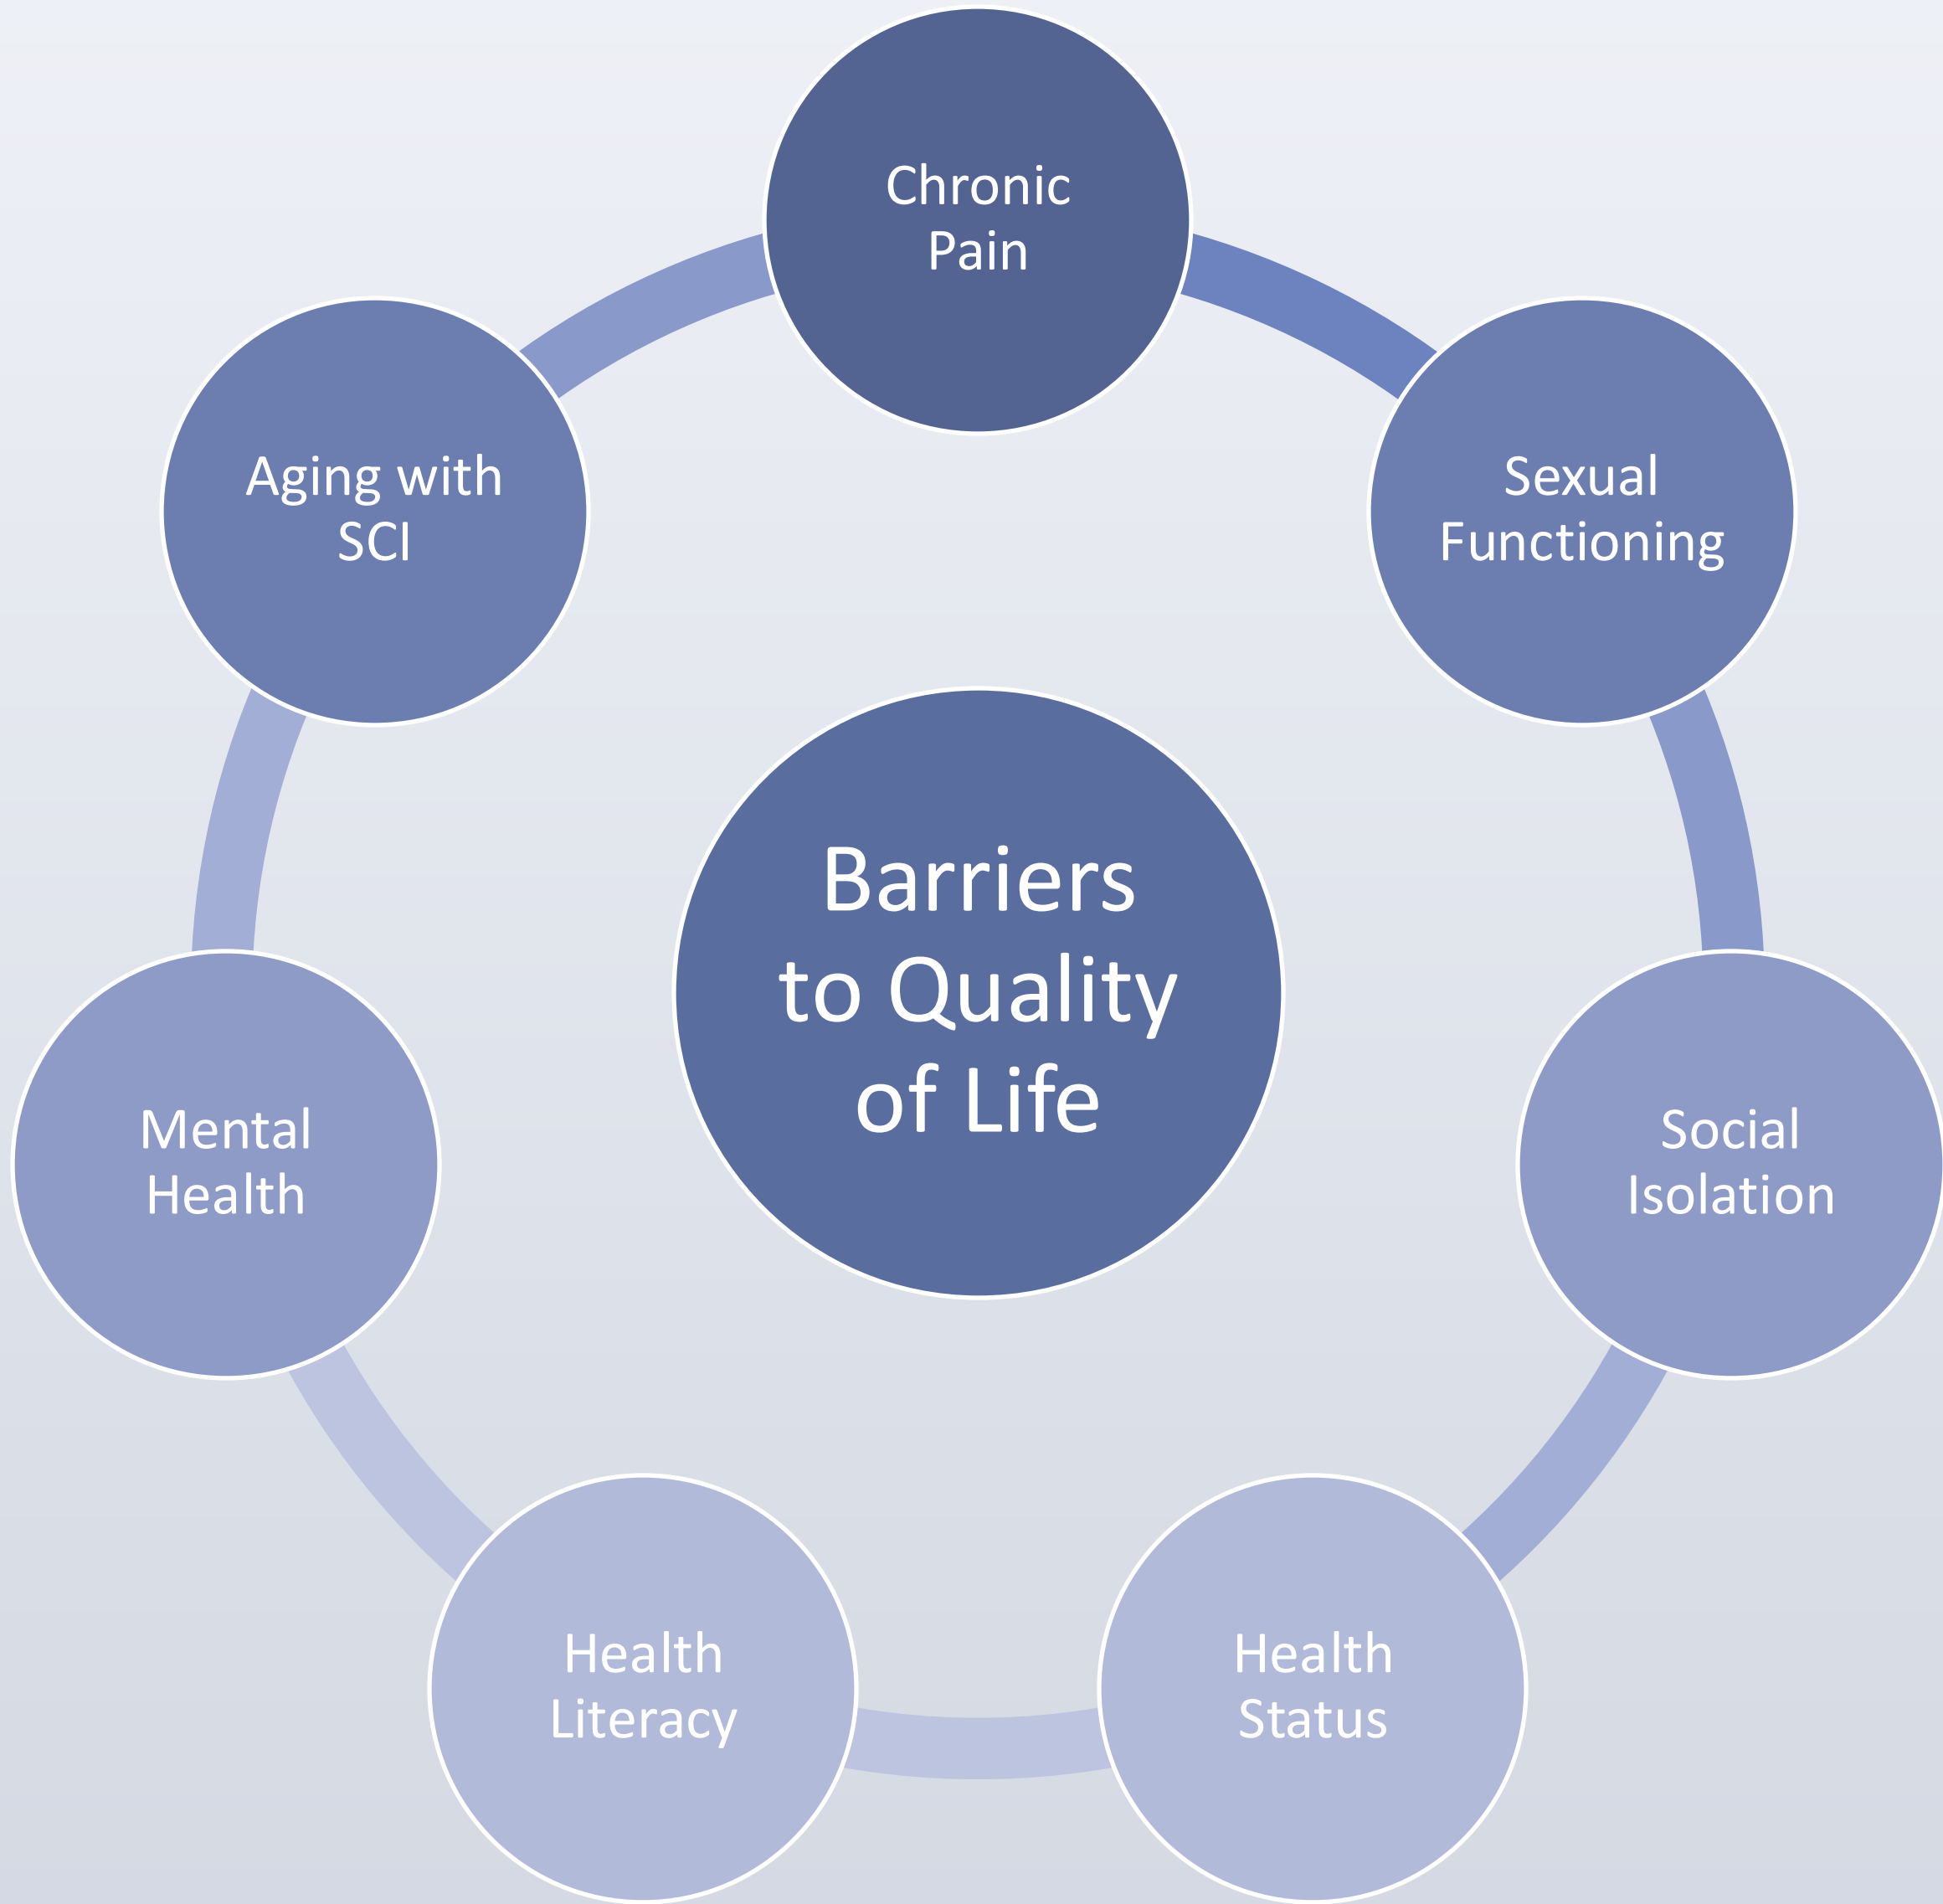 Chronic
Pain
Sexual
Functioning
Social
Isolation
Health
Status
Health
Literacy
Mental
Health
Aging with
SCI
Barriers
to Quality
of Life